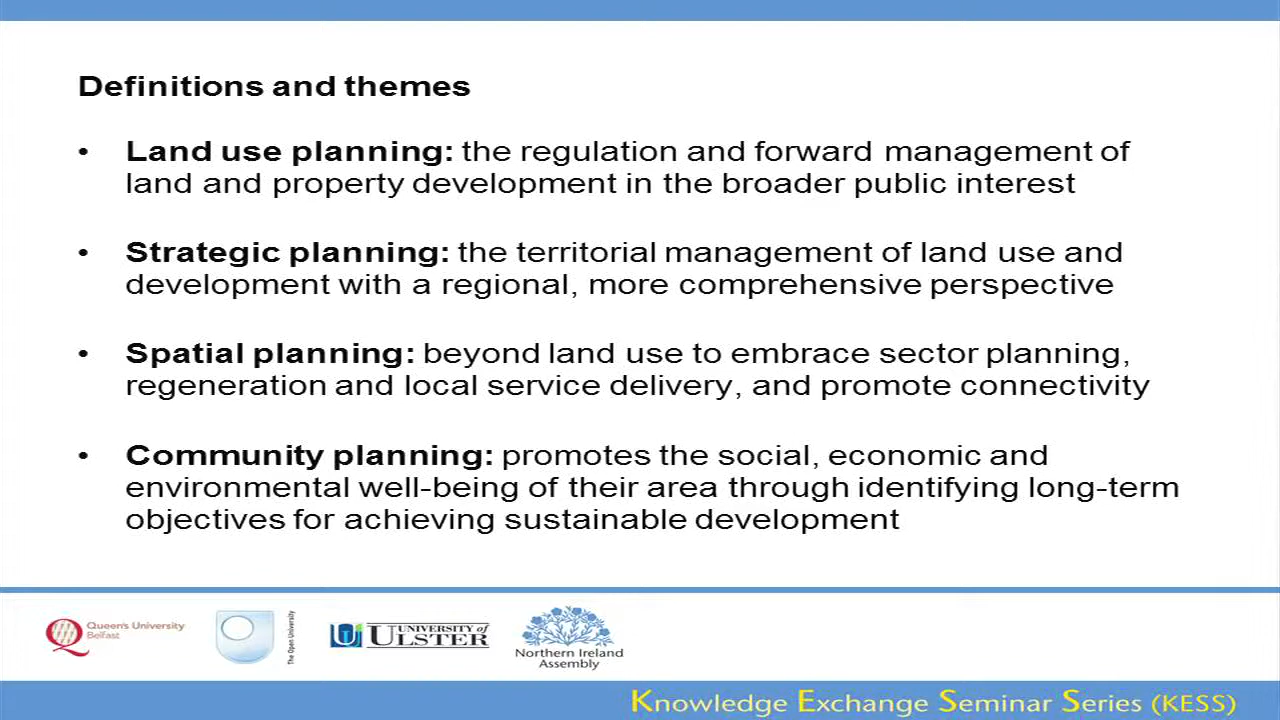 Definitions and themes
• Land use planning: the regulation and forward management of
land and property development in the broader public interest
• Strategic planning: the territorial management of land use and
development with a regional, more comprehensive perspective
• Spatial planning: beyond land use to embrace sector planning,
regeneration and local service delivery, and promote connectivity
• Community planning: promotes the social, economic and
environmental well-being of their area through identifying long-term
objectives for achieving sustainable development
Queen's University
Belfast
The Open University
UNIVERSITY of
ULSTER
Northern Ireland
Assembly
Knowledge Exchange Seminar Series (KESS)